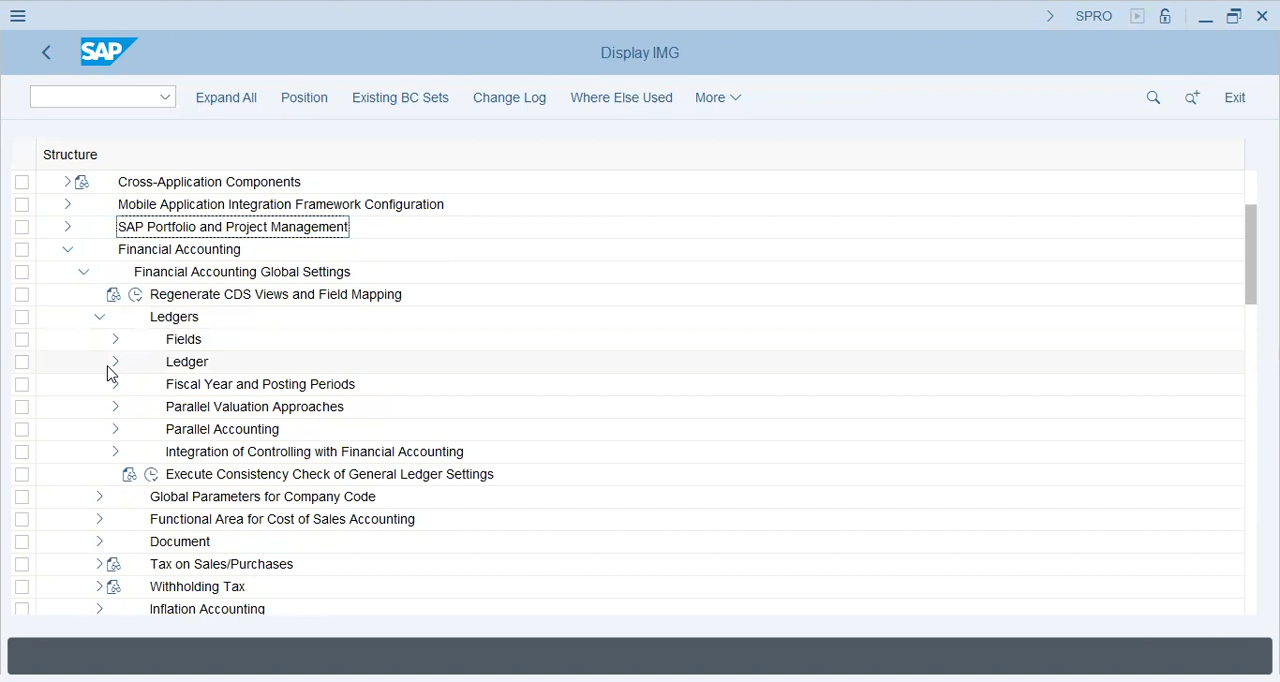 SPRO
SAP
Display IMG
Expand All
Position
Existing BC Sets
Change Log
Where Else Used
More
Exit
Structure
Cross-Application Components
Mobile Application Integration Framework Configuration
SAP Portfolio and Project Management
Financial Accounting
Financial Accounting Global Settings
Regenerate CDS Views and Field Mapping
Ledgers
Fields
Ledger
Fiscal Year and Posting Periods
Parallel Valuation Approaches
Parallel Accounting
Integration of Controlling with Financial Accounting
Execute Consistency Check of General Ledger Settings
Global Parameters for Company Code
Functional Area for Cost of Sales Accounting
Document
Tax on Sales/Purchases
Withholding Tax
Inflation Accounting